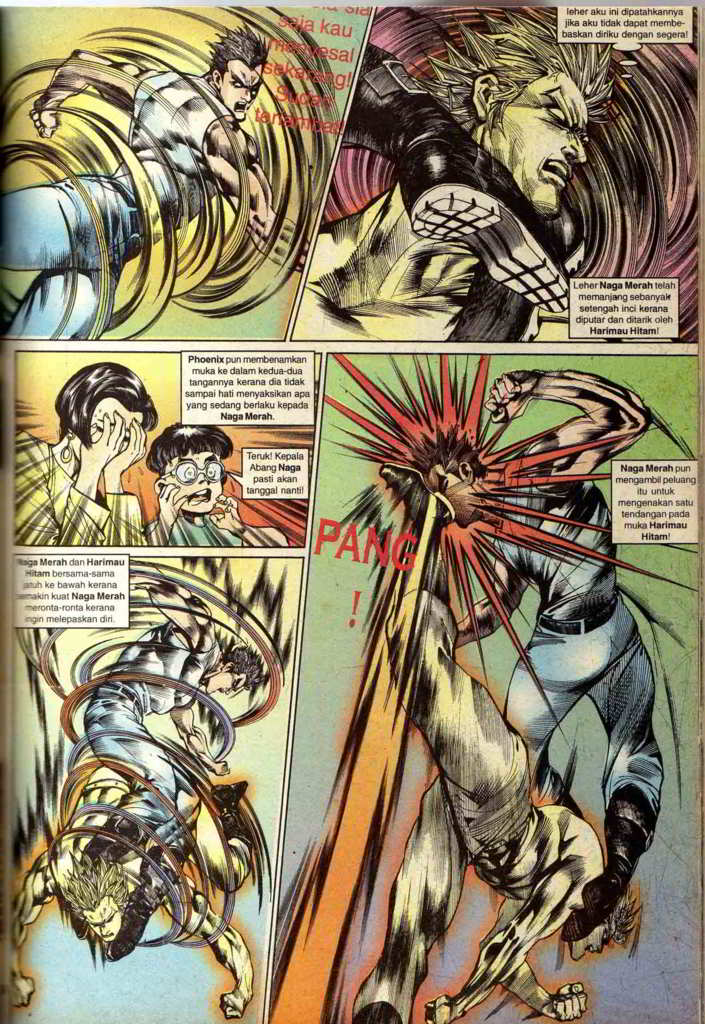 saja kau
menyesal
sekarang!
Sudah
terlambat!
leher aku ini dipatahkannya
jika aku tidak dapat membe-
baskan diriku dengan segera!
Leher Naga Merah telah
memanjang sebanyak
setengah inci kerana
diputar dan ditarik oleh
Harimau Hitam!
Phoenix pun membenamkan
muka ke dalam kedua-dua
tangannya kerana dia tidak
sampai hati menyaksikan apa
yang sedang berlaku kepada
Naga Merah.
Teruk! Kepala
Abang Naga
pasti akan
tanggal nanti!
Naga Merah pun
mengambil peluang
itu untuk
mengenakan satu
tendangan pada
muka Harimau
Hitam!
PANG
!
Naga Merah dan Harimau
Hitam bersama-sama
jatuh ke bawah kerana
semakin kuat Naga Merah
meronta-ronta kerana
ingin melepaskan diri.